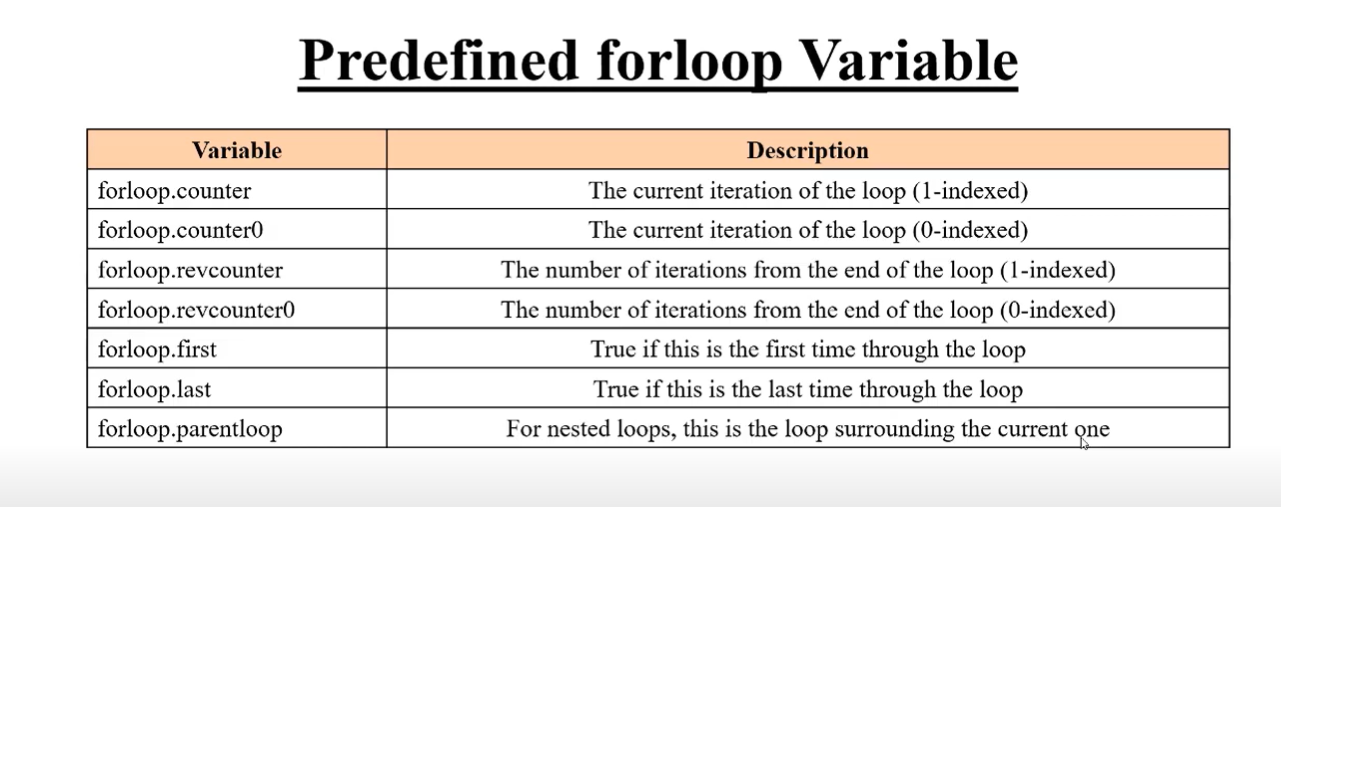 Predefined forloop Variable
Variable Description
forloop.counter The current iteration of the loop (1-indexed)
forloop.counter0 The current iteration of the loop (0-indexed)
forloop.revcounter The number of iterations from the end of the loop (1-indexed)
forloop.revcounter0 The number of iterations from the end of the loop (0-indexed)
forloop.first True if this is the first time through the loop
forloop.last True if this is the last time through the loop
forloop.parentloop For nested loops, this is the loop surrounding the current one